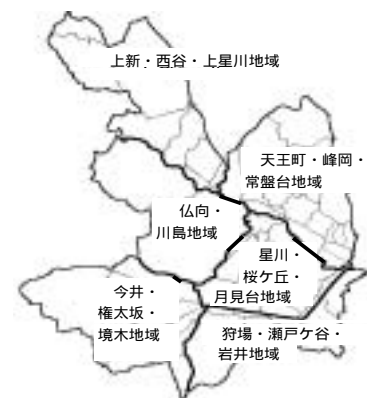 上新・西谷・上星川地域
天王町・峰岡・
常盤台地域
仏向・
川島地域
星川・
桜ケ丘・
月見台地域
今井・
権太坂・
境木地域
狩場・瀬戸ケ谷・
岩井地域